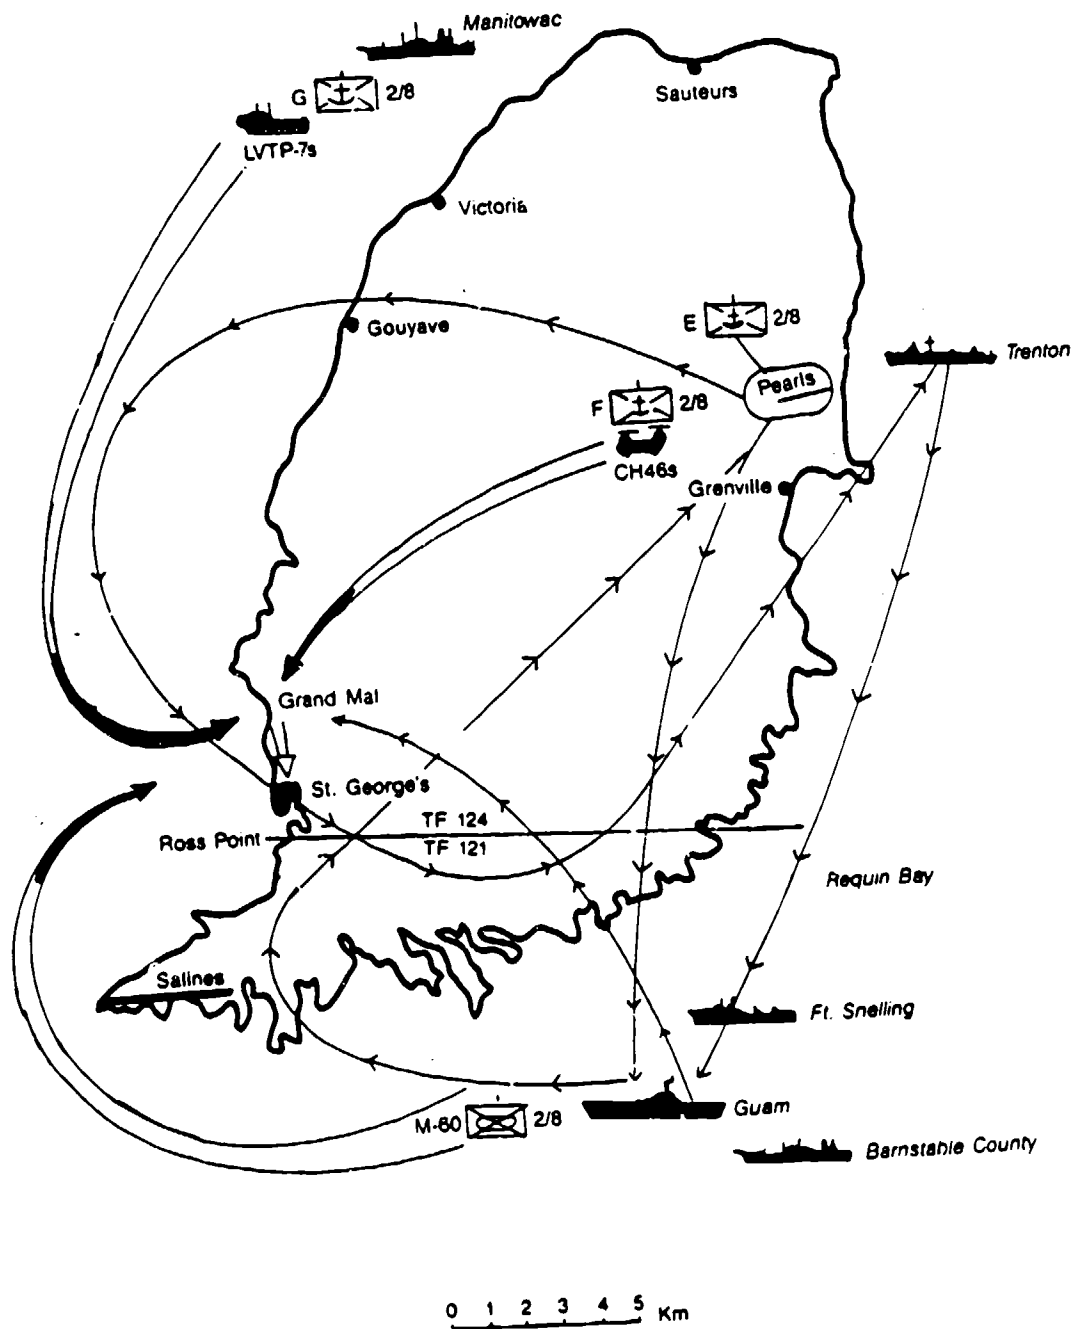 Manitowac
G 2/8
LVTP-7s
Sauteurs
Victoria
Gouyave
E 2/8
Trenton
Pearls
F 2/8
CH46s
Grenville
Grand Mal
St. George's
TF 124
Ross Point
TF 121
Requin Bay
Salines
Ft. Snelling
M-60 2/8
Guam
Barnstable County
0 1 2 3 4 5 Km